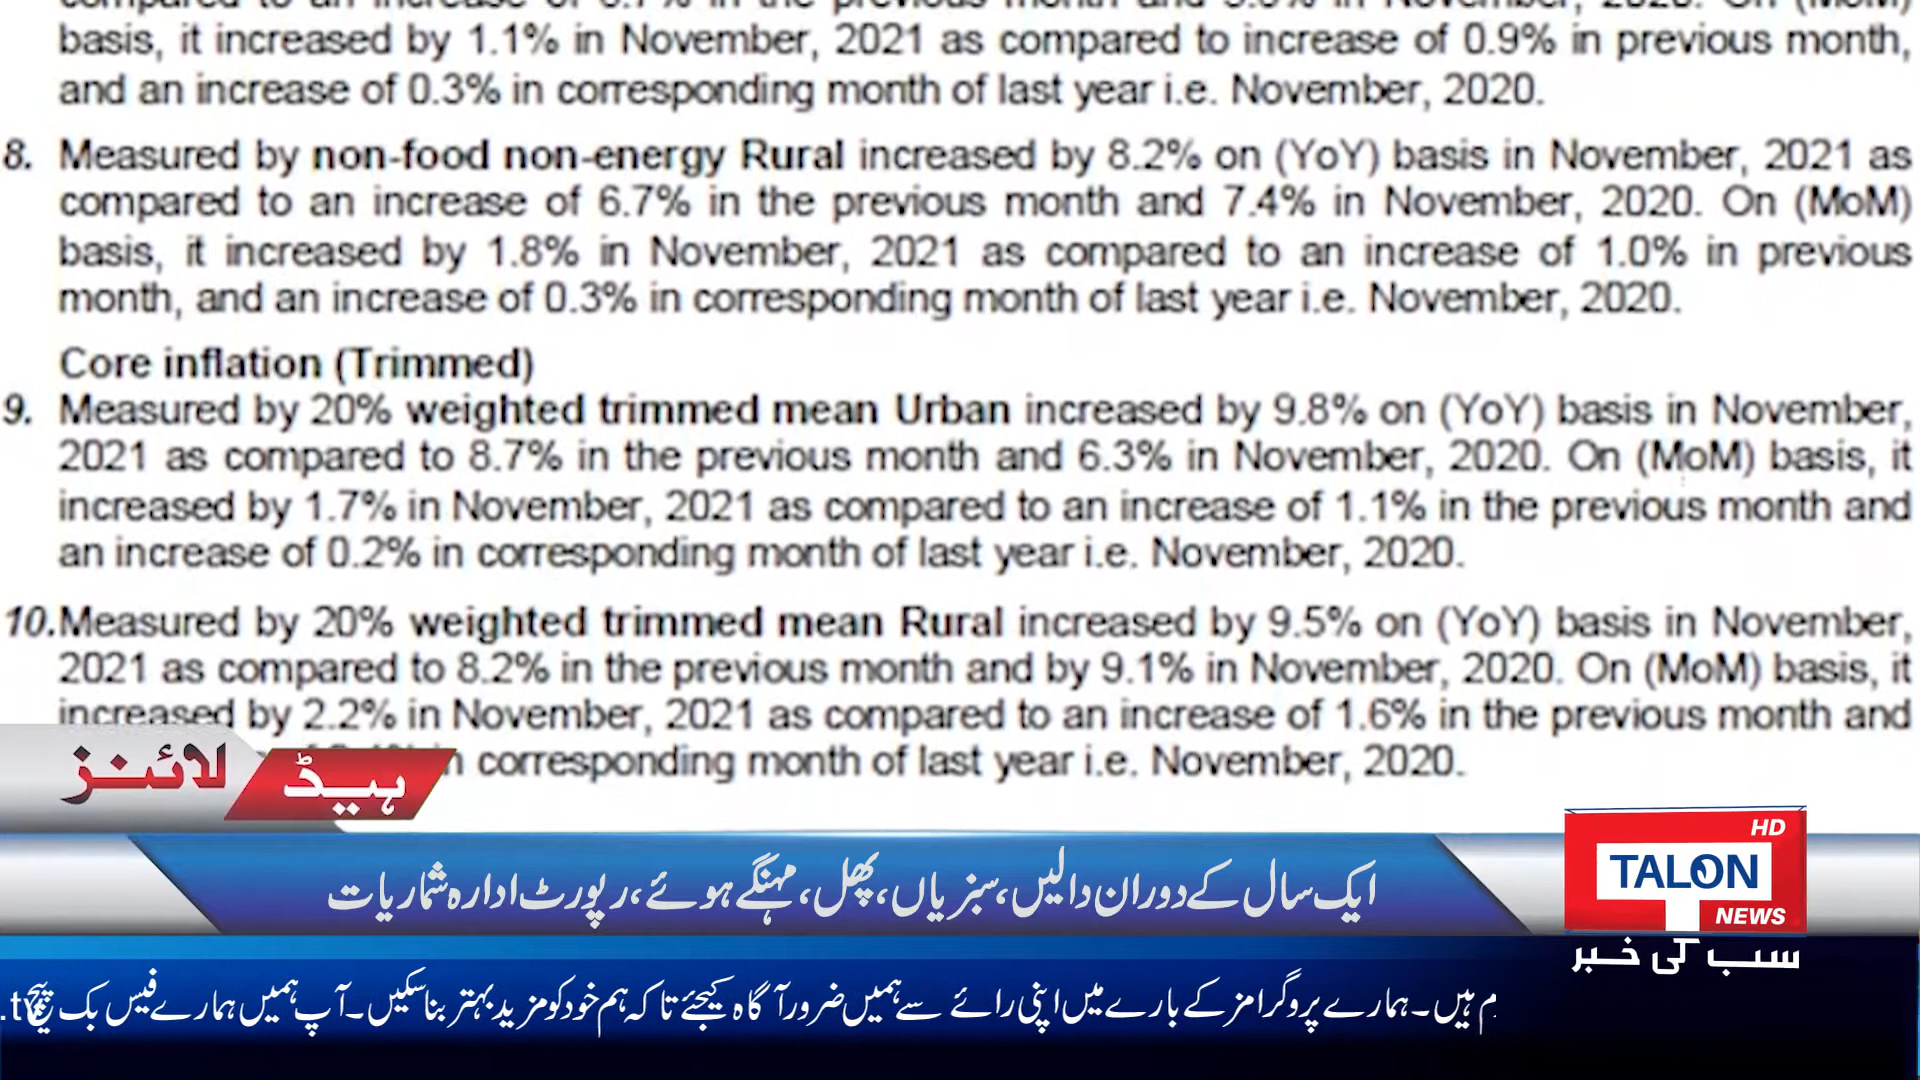 basis, it increased by 1.1% in November, 2021 as compared to increase of 0.9% in previous month,
and an increase of 0.3% in corresponding month of last year i.e. November, 2020.
8. Measured by non-food non-energy Rural increased by 8.2% on (YoY) basis in November, 2021 as
compared to an increase of 6.7% in the previous month and 7.4% in November, 2020. On (MoM)
basis, it increased by 1.8% in November, 2021 as compared to an increase of 1.0% in previous
month, and an increase of 0.3% in corresponding month of last year i.e. November, 2020.
Core inflation (Trimmed)
9. Measured by 20% weighted trimmed mean Urban increased by 9.8% on (YoY) basis in November,
2021 as compared to 8.7% in the previous month and 6.3% in November, 2020. On (MoM) basis, it
increased by 1.7% in November, 2021 as compared to an increase of 1.1% in the previous month and
an increase of 0.2% in corresponding month of last year i.e. November, 2020.
10. Measured by 20% weighted trimmed mean Rural increased by 9.5% on (YoY) basis in November,
2021 as compared to 8.2% in the previous month and by 9.1% in November, 2020. On (MoM) basis, it
increased by 2.2% in November, 2021 as compared to an increase of 1.6% in the previous month and
corresponding month of last year i.e. November, 2020.
ہیڈ لائنز
ایک سال کے دوران دالیں، سبزیاں، پھل، مہنگے ہوئے، رپورٹ ادارہ شماریات
HD
TALON
NEWS
سب کی خبر
ہیں۔ ہمارے پروگرامز کے بارے میں اپنی رائے سے ہمیں ضرور آگاہ کیجئے تاکہ ہم خود کو مزید بہتر بنا سکیں۔ آپ ہمیں ہمارے فیس بک پیج